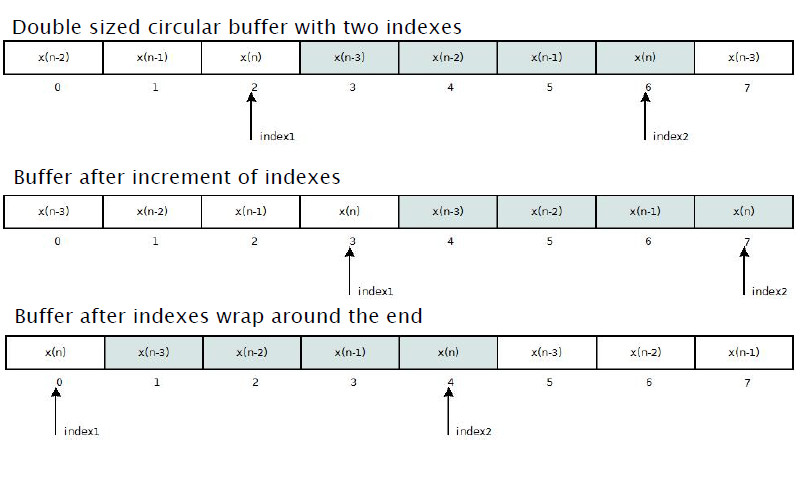 Double sized circular buffer with two indexes
x(n-2) x(n-1) x(n) x(n-3) x(n-2) x(n-1) x(n) x(n-3)
0 1 2 3 4 5 6 7
index1 index2
Buffer after increment of indexes
x(n-3) x(n-2) x(n-1) x(n) x(n-3) x(n-2) x(n-1) x(n)
0 1 2 3 4 5 6 7
index1 index2
Buffer after indexes wrap around the end
x(n) x(n-3) x(n-2) x(n-1) x(n) x(n-3) x(n-2) x(n-1)
0 1 2 3 4 5 6 7
index1 index2